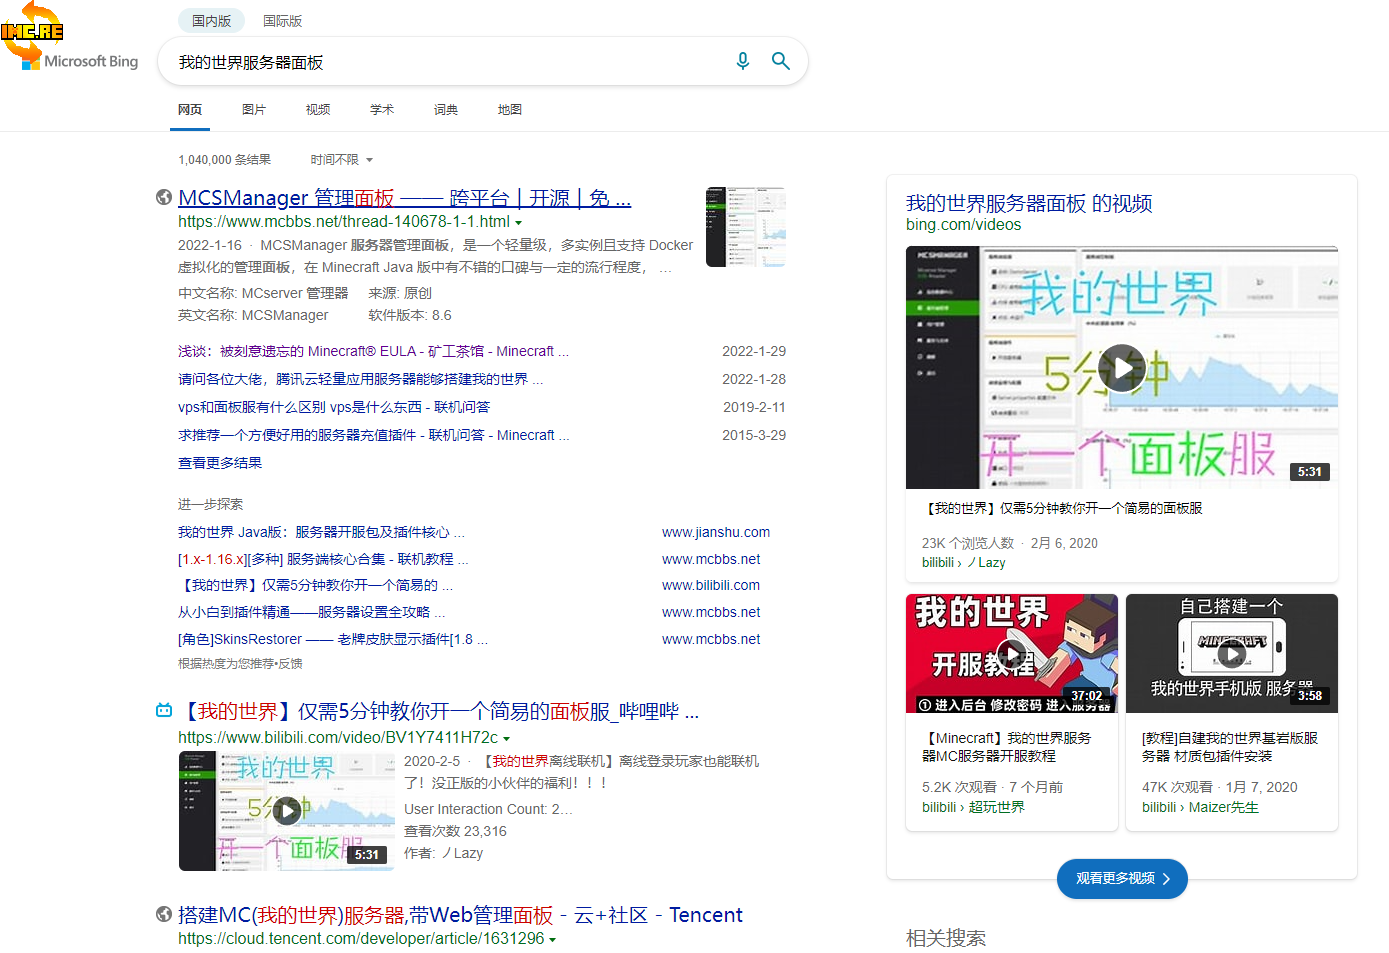 国内版 国际版
IMC.RE
Microsoft Bing
我的世界服务器面板
网页 图片 视频 学术 词典 地图
1,040,000 条结果 时间不限
MCSManager 管理面板 —— 跨平台 | 开源 | 免 ...
https://www.mcbbs.net/thread-140678-1-1.html
2022-1-16 · MCSManager 服务器管理面板，是一个轻量级，多实例且支持 Docker
虚拟化的管理面板，在 Minecraft Java 版中有不错的口碑与一定的流行程度， ...
中文名称: MCserver 管理器 来源: 原创
英文名称: MCSManager 软件版本: 8.6
浅谈：被刻意遗忘的 Minecraft® EULA - 矿工茶馆 - Minecraft ... 2022-1-29
请问各位大佬，腾讯云轻量应用服务器能够搭建我的世界 ... 2022-1-28
vps和面板服有什么区别 vps是什么东西 - 联机问答 2019-2-11
求推荐一个方便好用的服务器充值插件 - 联机问答 - Minecraft ... 2015-3-29
查看更多结果
进一步探索
我的世界 Java版：服务器开服包及插件核心 ... www.jianshu.com
[1.x-1.16.x][多种] 服务端核心合集 - 联机教程 ... www.mcbbs.net
【我的世界】仅需5分钟教你开一个简易的 ... www.bilibili.com
从小白到插件精通——服务器设置全攻略 ... www.mcbbs.net
[角色]SkinsRestorer —— 老牌皮肤显示插件[1.8 ... www.mcbbs.net
根据热度为您推荐•反馈
【我的世界】仅需5分钟教你开一个简易的面板服_哔哩哔 ...
https://www.bilibili.com/video/BV1Y7411H72c
我的世界
5分钟
开一个面板服
5:31
2020-2-5 · 【我的世界离线联机】离线登录玩家也能联机
了！没正版的小伙伴的福利！！！
User Interaction Count: 2...
查看次数 23,316
作者: ノLazy
搭建MC(我的世界)服务器,带Web管理面板 - 云+社区 - Tencent
https://cloud.tencent.com/developer/article/1631296
我的世界服务器面板 的视频
bing.com/videos
MCSMANAGER
我的世界
5分钟
开一个面板服
5:31
【我的世界】仅需5分钟教你开一个简易的面板服
23K 个浏览人数 · 2月 6, 2020
bilibili › ノLazy
我的世界
开服教程
37:02
①进入后台 修改密码 进入服务器
【Minecraft】我的世界服务
器MC服务器开服教程
5.2K 次观看 · 7 个月前
bilibili › 超玩世界
自己搭建一个
MINECRAFT
我的世界手机版 服务器
3:58
[教程]自建我的世界基岩版服
务器 材质包插件安装
47K 次观看 · 1月 7, 2020
bilibili › Maizer先生
观看更多视频
相关搜索